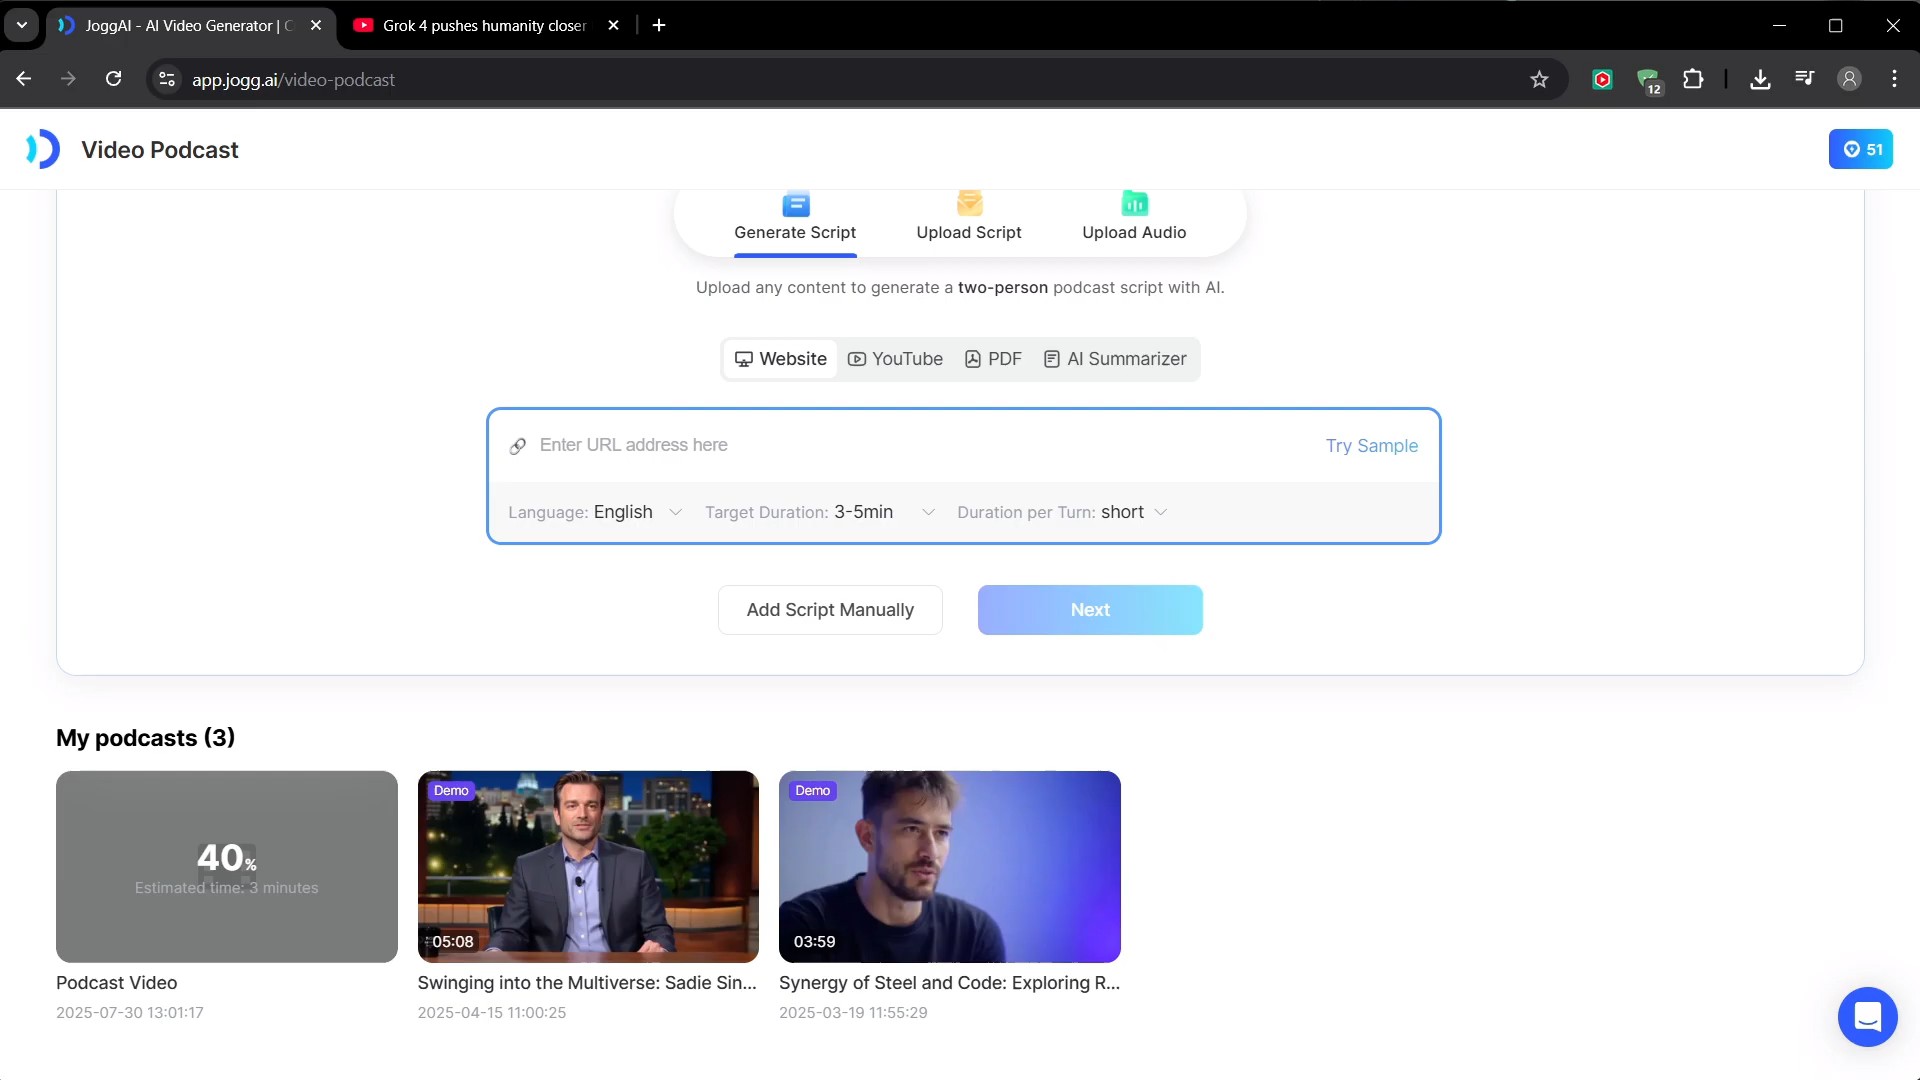 JoggAI - AI Video Generator | C
Grok 4 pushes humanity closer
app.jogg.ai/video-podcast
12
Video Podcast
51
Generate Script
Upload Script
Upload Audio
Upload any content to generate a two-person podcast script with AI.
Website
YouTube
PDF
AI Summarizer
Enter URL address here
Try Sample
Language: English
Target Duration: 3-5min
Duration per Turn: short
Add Script Manually
Next
My podcasts (3)
40%
Estimated time: 3 minutes
Demo
05:08
Demo
03:59
Podcast Video
Swinging into the Multiverse: Sadie Sin...
Synergy of Steel and Code: Exploring R...
2025-07-30 13:01:17
2025-04-15 11:00:25
2025-03-19 11:55:29